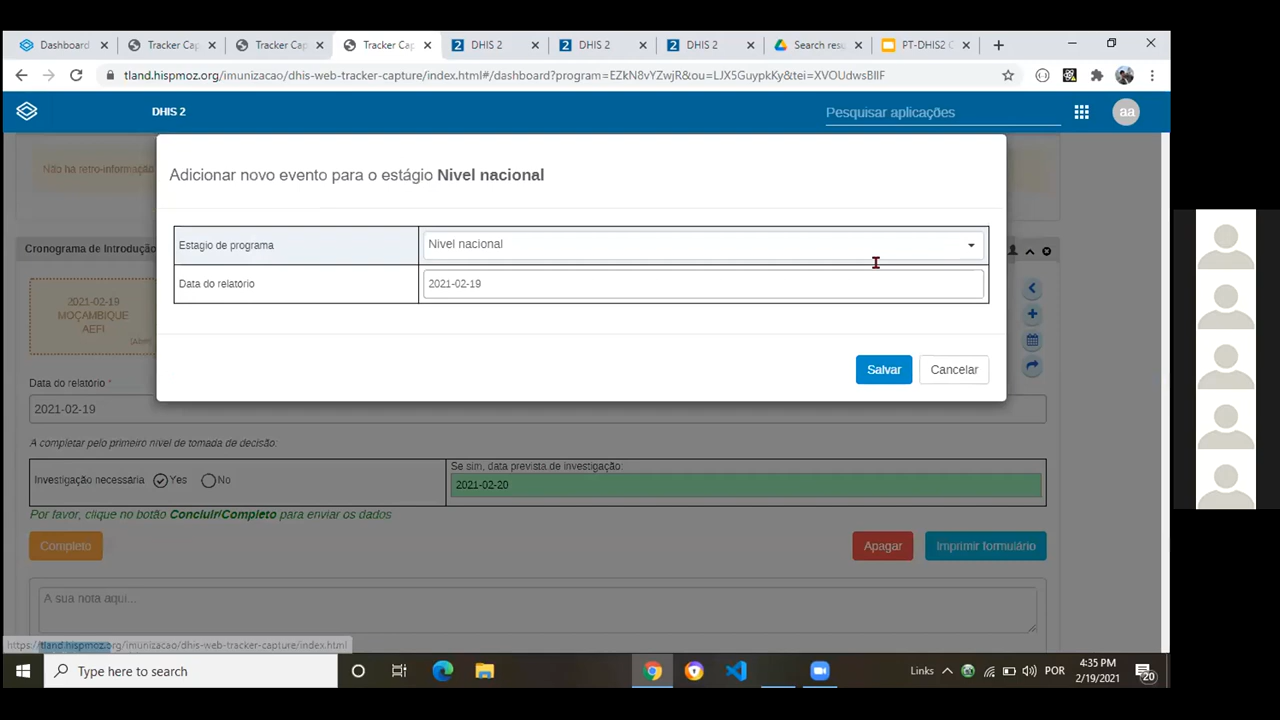 Dashboard
Tracker Cap
Tracker Cap
Tracker Cap
DHIS 2
DHIS 2
DHIS 2
Search resu
PT-DHIS2 C
tland.hispmoz.org/imunizacao/dhis-web-tracker-capture/index.html#/dashboard?program=EZkN8vYZwjR&ou=LJX5GuypkKy&tei=XVOUdwsBIIF
DHIS 2
Pesquisar aplicações
aa
Não ha retro-informação
Adicionar novo evento para o estágio Nivel nacional
Estagio de programa
Nivel nacional
Data do relatório
2021-02-19
Salvar
Cancelar
Cronograma de Introdução
2021-02-19
MOÇAMBIQUE
AEFI
Data do relatório *
2021-02-19
A completar pelo primeiro nivel de tomada de decisão:
Investigação necessária
Yes
No
Se sim, data prevista de investigação:
2021-02-20
Por favor, clique no botão Concluir/Completo para enviar os dados
Completo
Apagar
Imprimir formulário
A sua nota aqui...
https://tland.hispmoz.org/imunizacao/dhis-web-tracker-capture/index.html
Type here to search
Links
POR
4:35 PM
2/19/2021
20